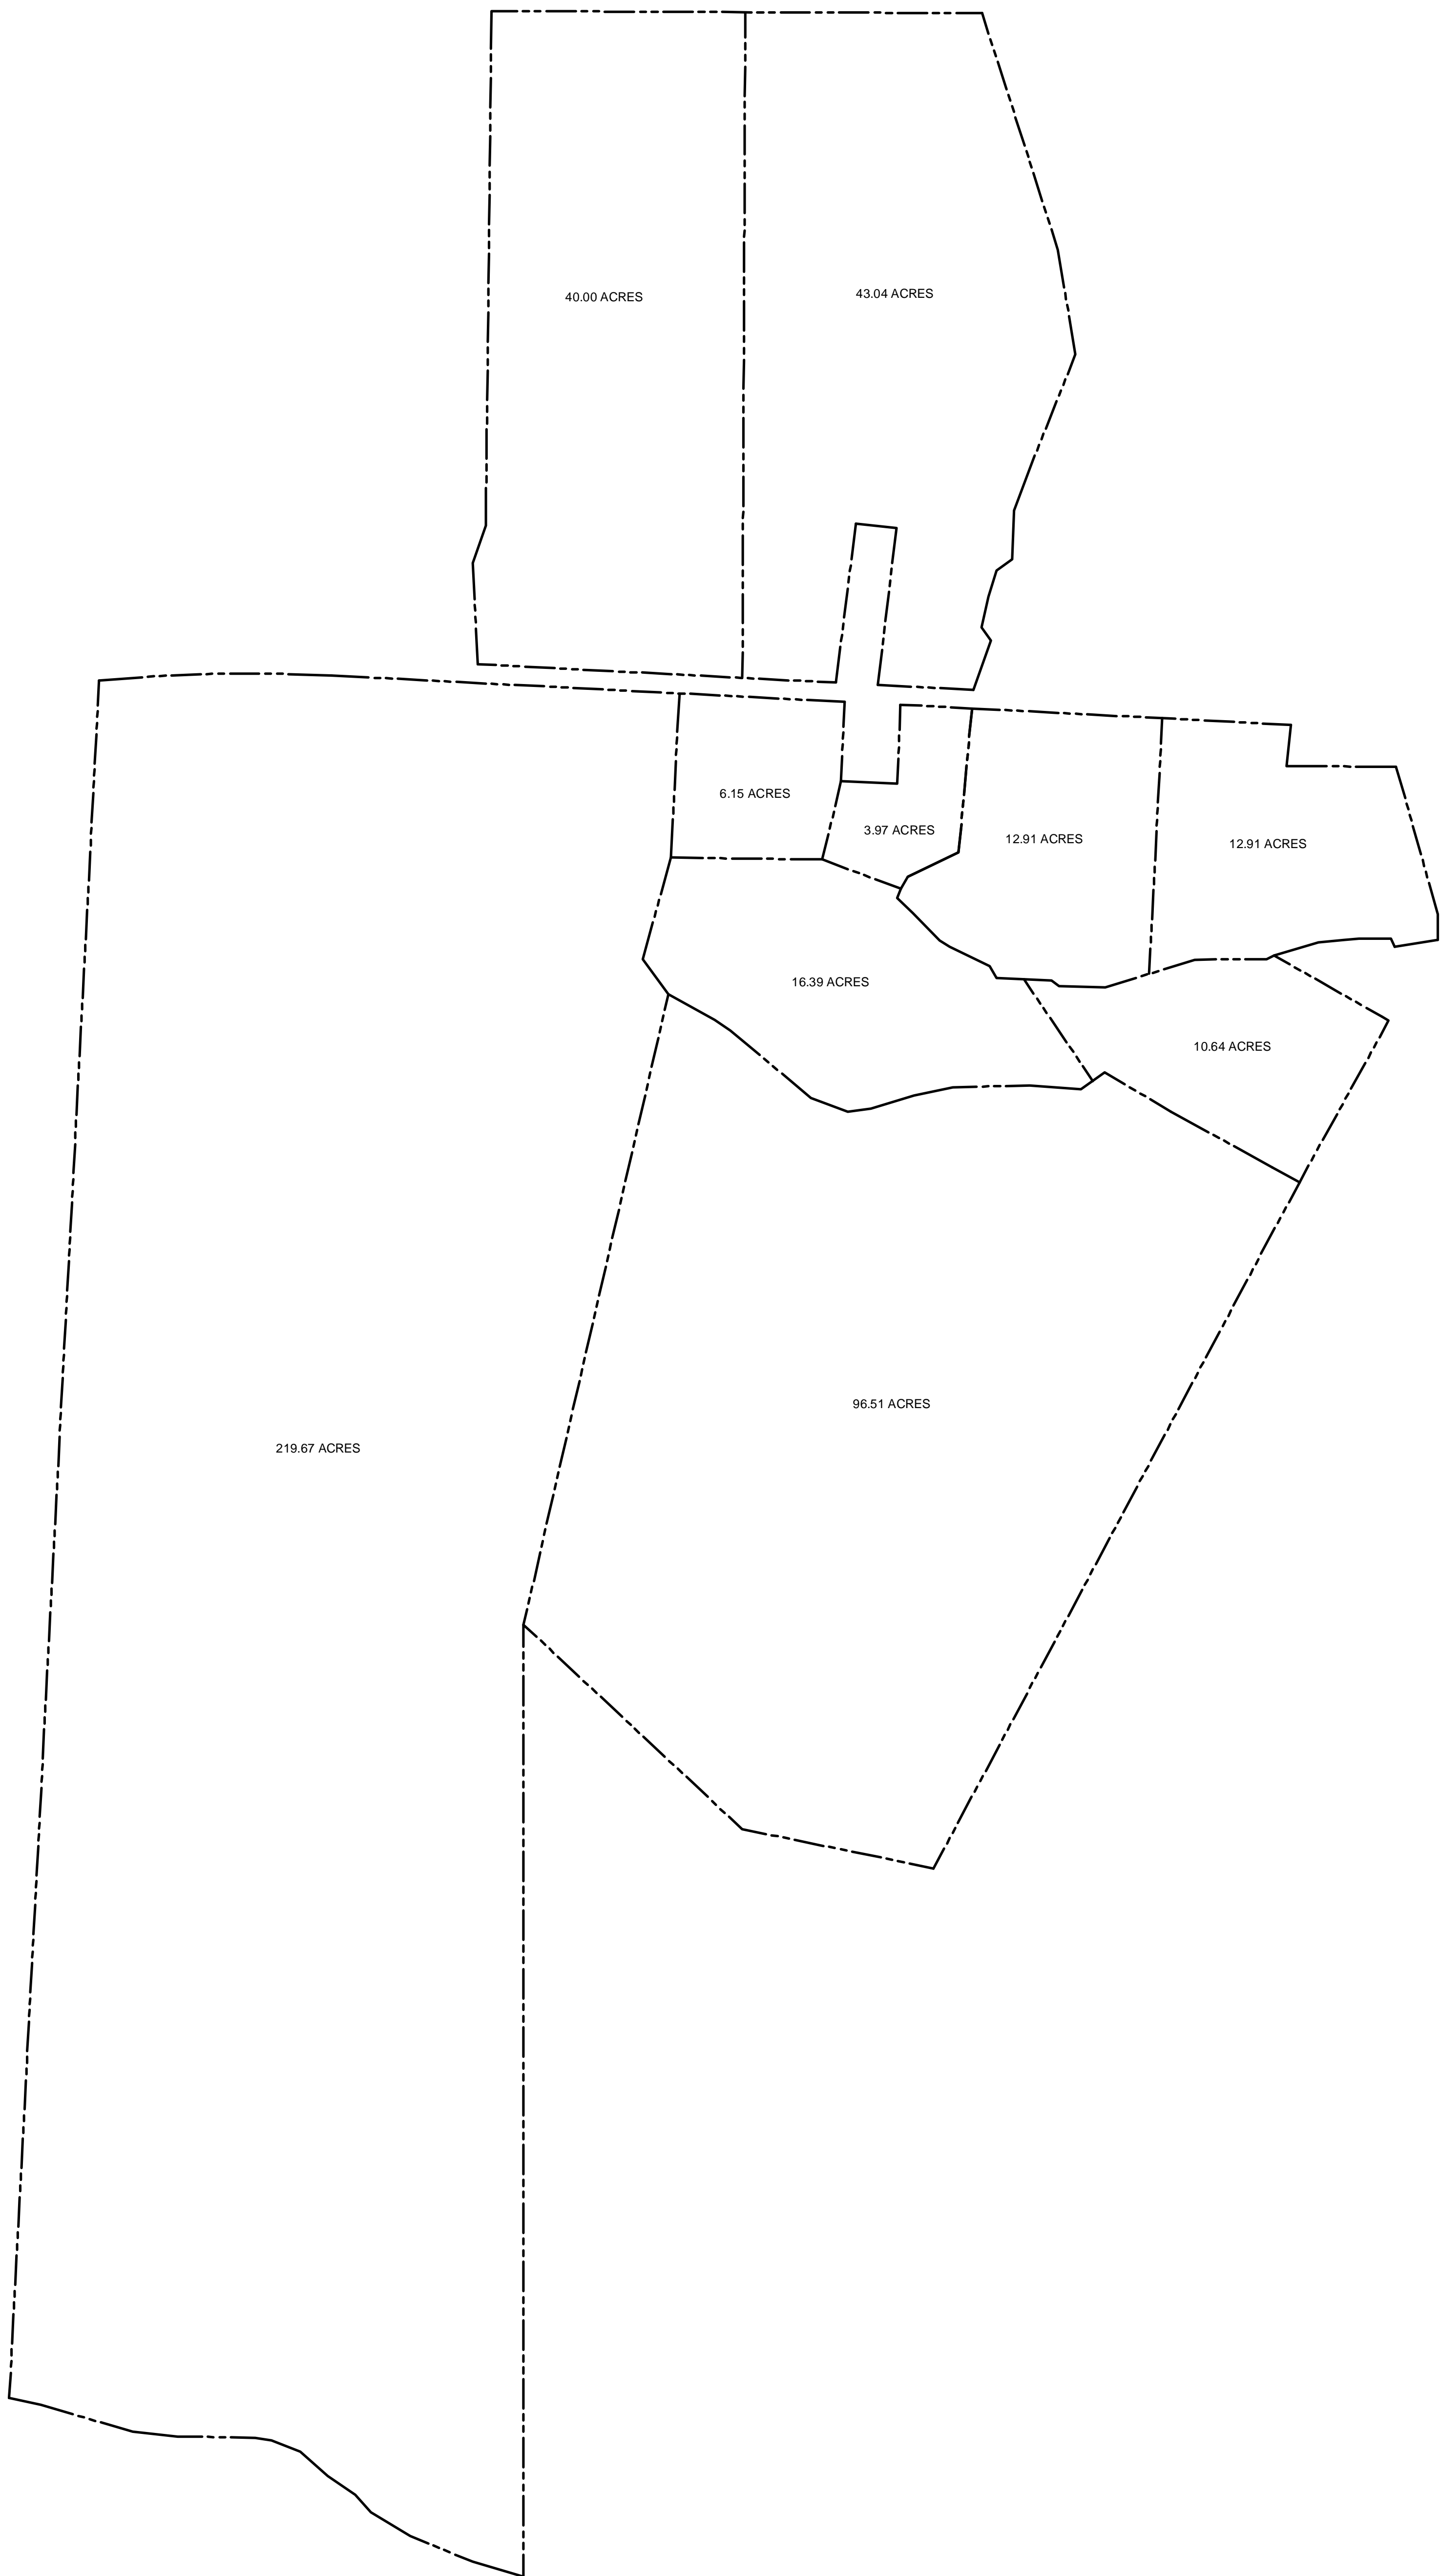 40.00 ACRES
43.04 ACRES
6.15 ACRES
3.97 ACRES
12.91 ACRES
12.91 ACRES
16.39 ACRES
10.64 ACRES
96.51 ACRES
219.67 ACRES